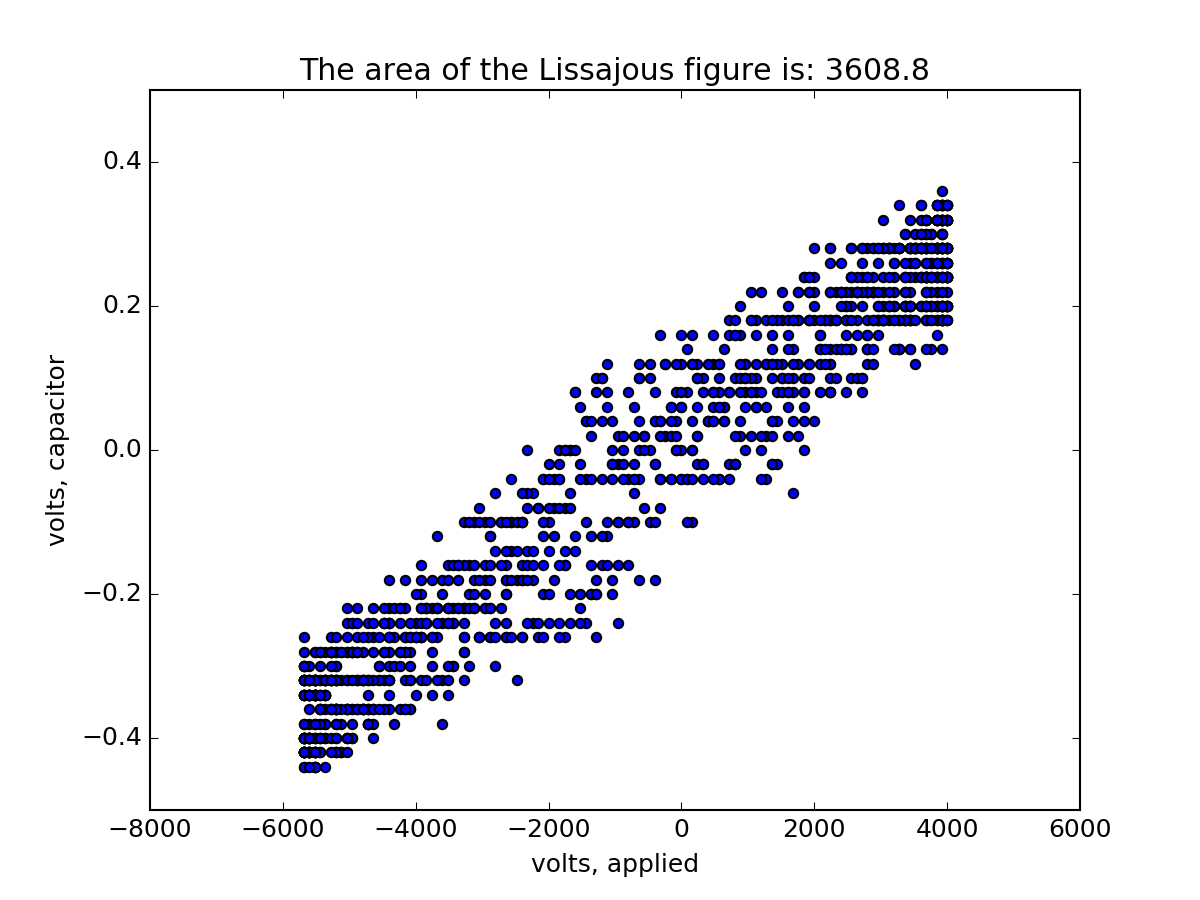 The area of the Lissajous figure is: 3608.8
0.4
0.2
0.0
−0.2
−0.4
volts, capacitor
−8000 −6000 −4000 −2000 0 2000 4000 6000
volts, applied